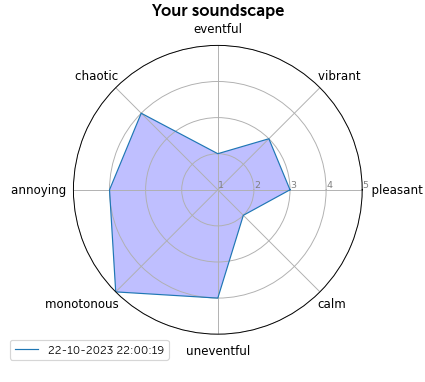 Your soundscape
eventful
chaotic
vibrant
annoying
1
2
3
4
5
pleasant
monotonous
calm
uneventful
22-10-2023 22:00:19